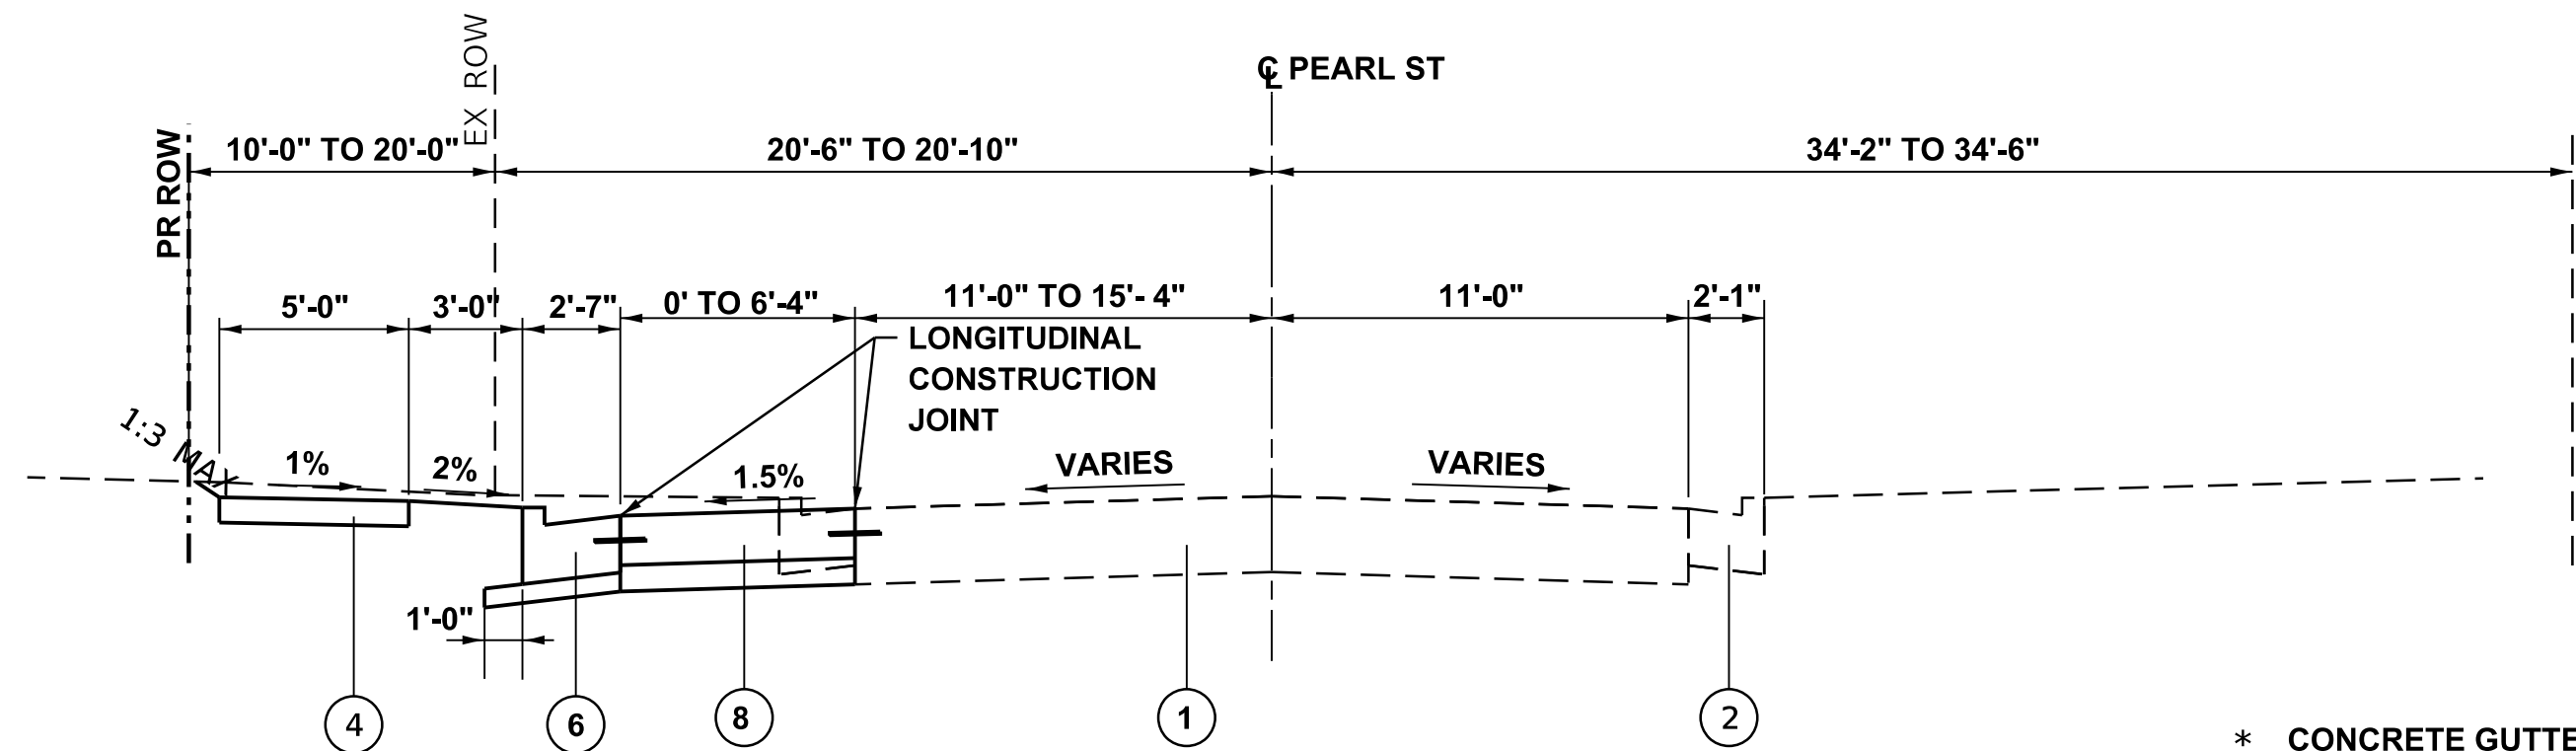 EX ROW
℄ PEARL ST
PR ROW
10'-0" TO 20'-0"
20'-6" TO 20'-10"
34'-2" TO 34'-6"
5'-0"
3'-0"
2'-7"
0' TO 6'-4"
11'-0" TO 15'- 4"
11'-0"
2'-1"
LONGITUDINAL
CONSTRUCTION
JOINT
1:3 MAX
1%
2%
1.5%
VARIES
VARIES
1'-0"
4
6
8
1
2
* CONCRETE GUTTE